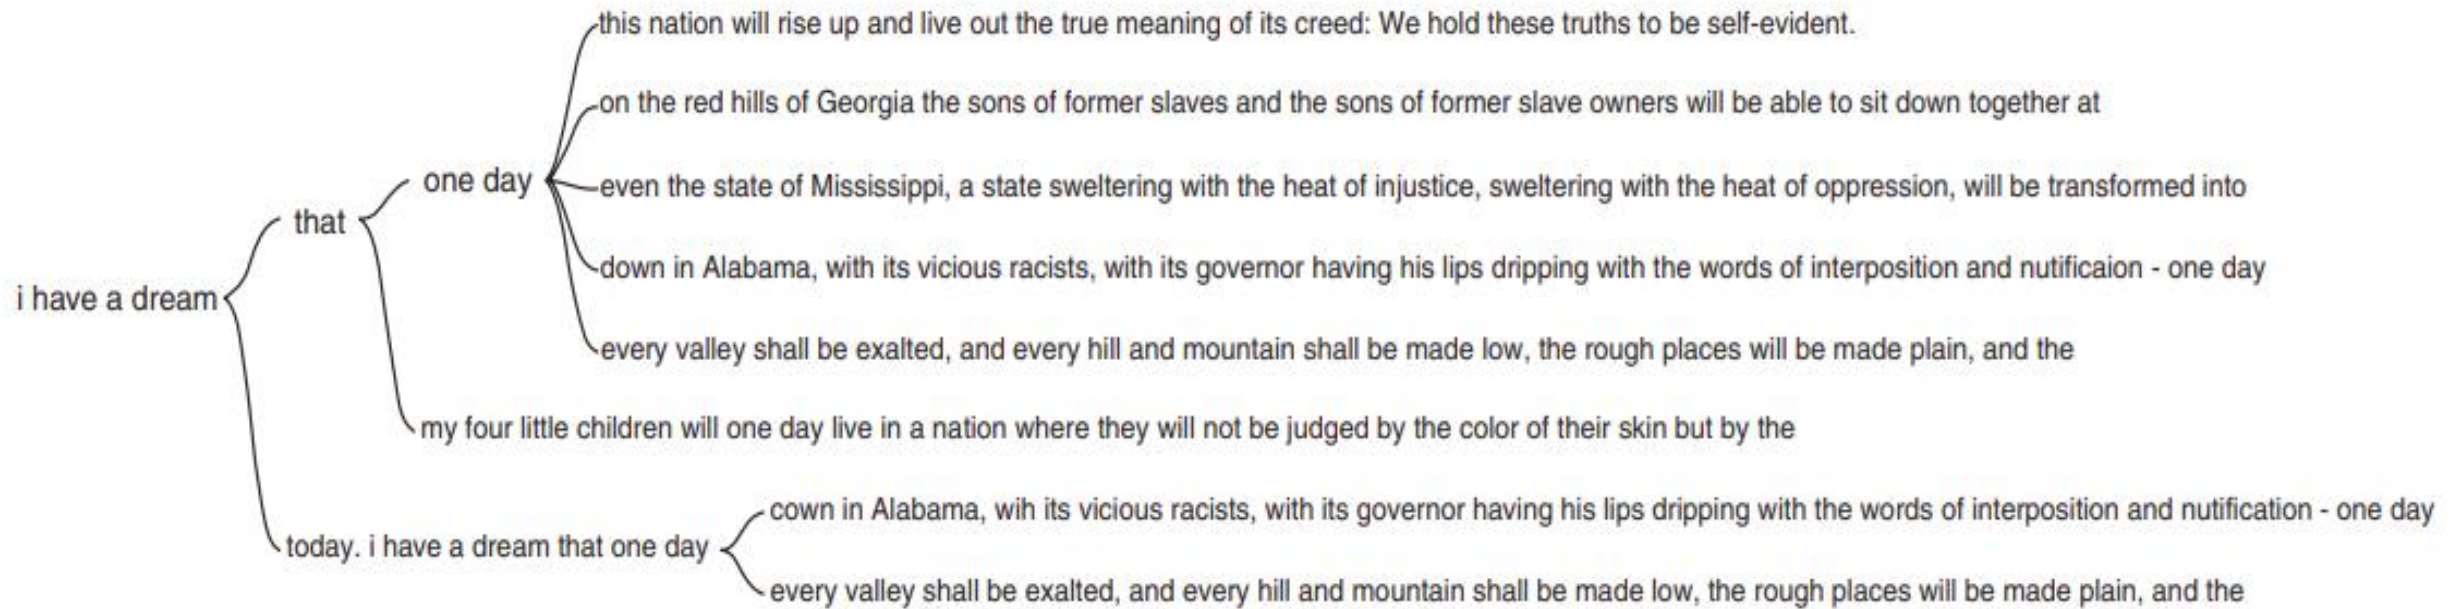 this nation will rise up and live out the true meaning of its creed: We hold these truths to be self-evident.
on the red hills of Georgia the sons of former slaves and the sons of former slave owners will be able to sit down together at
one day
even the state of Mississippi, a state sweltering with the heat of injustice, sweltering with the heat of oppression, will be transformed into
that
down in Alabama, with its vicious racists, with its governor having his lips dripping with the words of interposition and nutificaion - one day
i have a dream
every valley shall be exalted, and every hill and mountain shall be made low, the rough places will be made plain, and the
my four little children will one day live in a nation where they will not be judged by the color of their skin but by the
cown in Alabama, wih its vicious racists, with its governor having his lips dripping with the words of interposition and nutification - one day
today. i have a dream that one day
every valley shall be exalted, and every hill and mountain shall be made low, the rough places will be made plain, and the